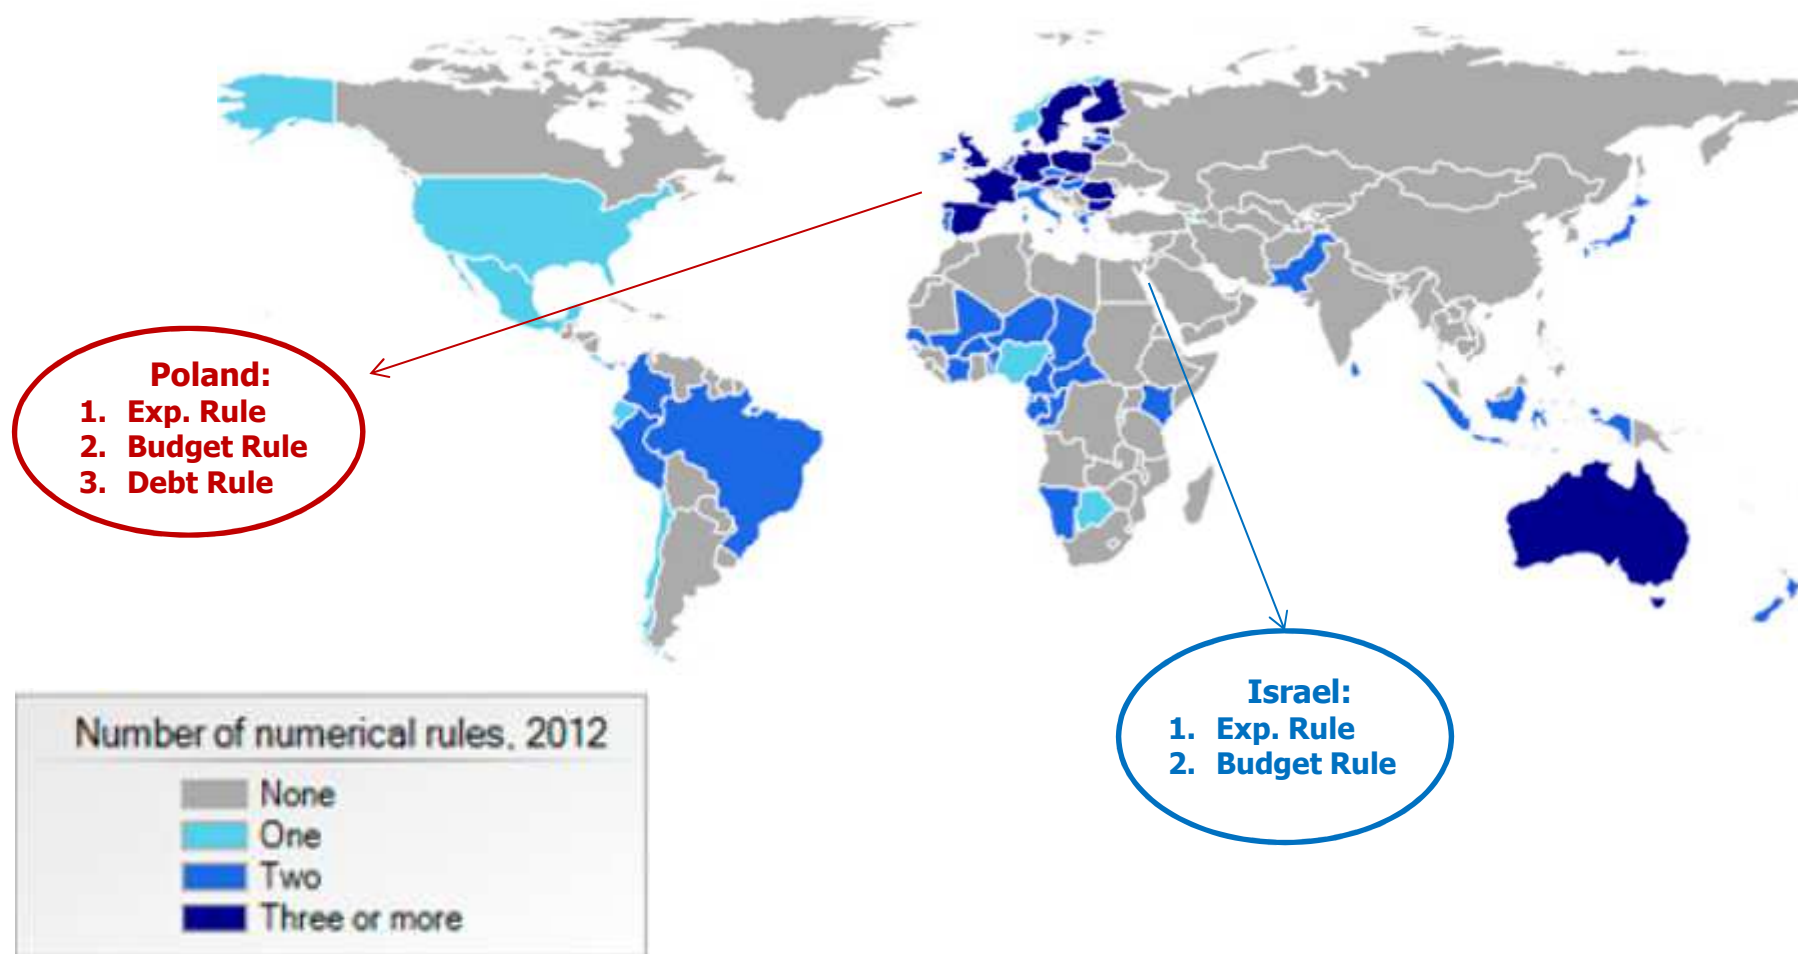 Poland:
1. Exp. Rule
2. Budget Rule
3. Debt Rule
Israel:
1. Exp. Rule
2. Budget Rule
Number of numerical rules, 2012
None
One
Two
Three or more